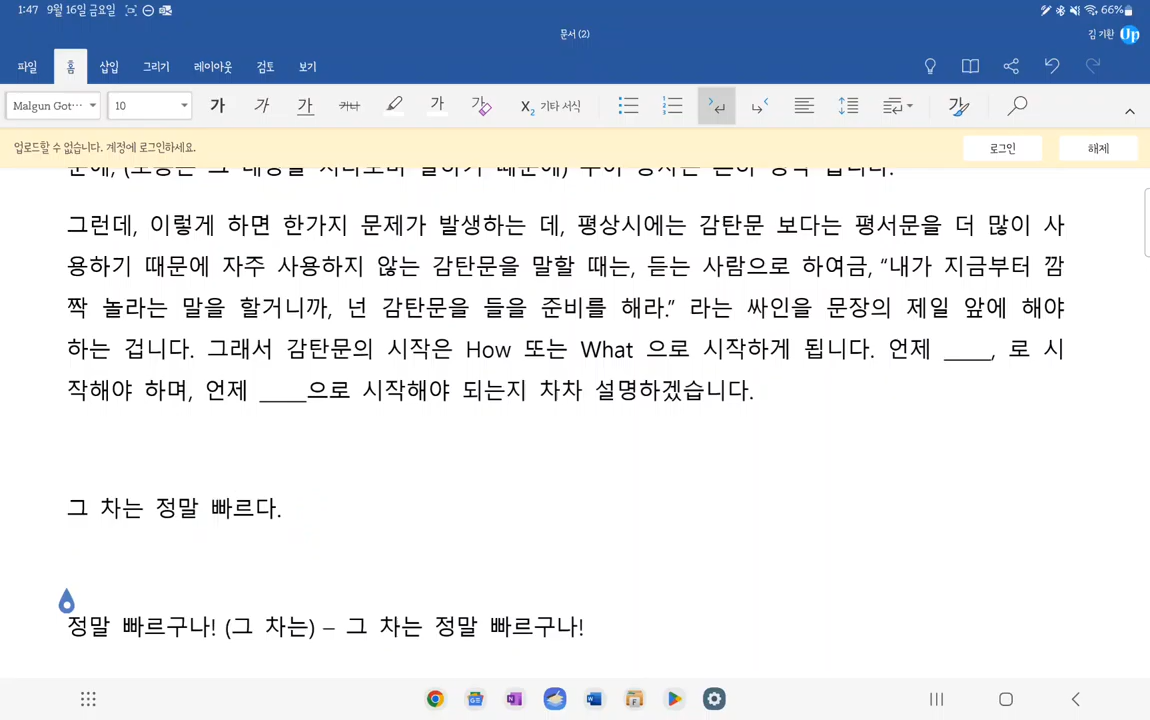 1:47 9월 16일 금요일 66%
문서 (2)
김 기환 Up
파일 홈 삽입 그리기 레이아웃 검토 보기
Malgun Got··· 10 가 가 가 가나 가 가 X₂ 기타 서식 가
업로드할 수 없습니다. 계정에 로그인하세요. 로그인 해제
그런데, 이렇게 하면 한가지 문제가 발생하는 데, 평상시에는 감탄문 보다는 평서문을 더 많이 사
용하기 때문에 자주 사용하지 않는 감탄문을 말할 때는, 듣는 사람으로 하여금, “내가 지금부터 깜
짝 놀라는 말을 할거니까, 넌 감탄문을 들을 준비를 해라.” 라는 싸인을 문장의 제일 앞에 해야
하는 겁니다. 그래서 감탄문의 시작은 How 또는 What 으로 시작하게 됩니다. 언제 ____, 로 시
작해야 하며, 언제 ____으로 시작해야 되는지 차차 설명하겠습니다.
그 차는 정말 빠르다.
정말 빠르구나! (그 차는) – 그 차는 정말 빠르구나!